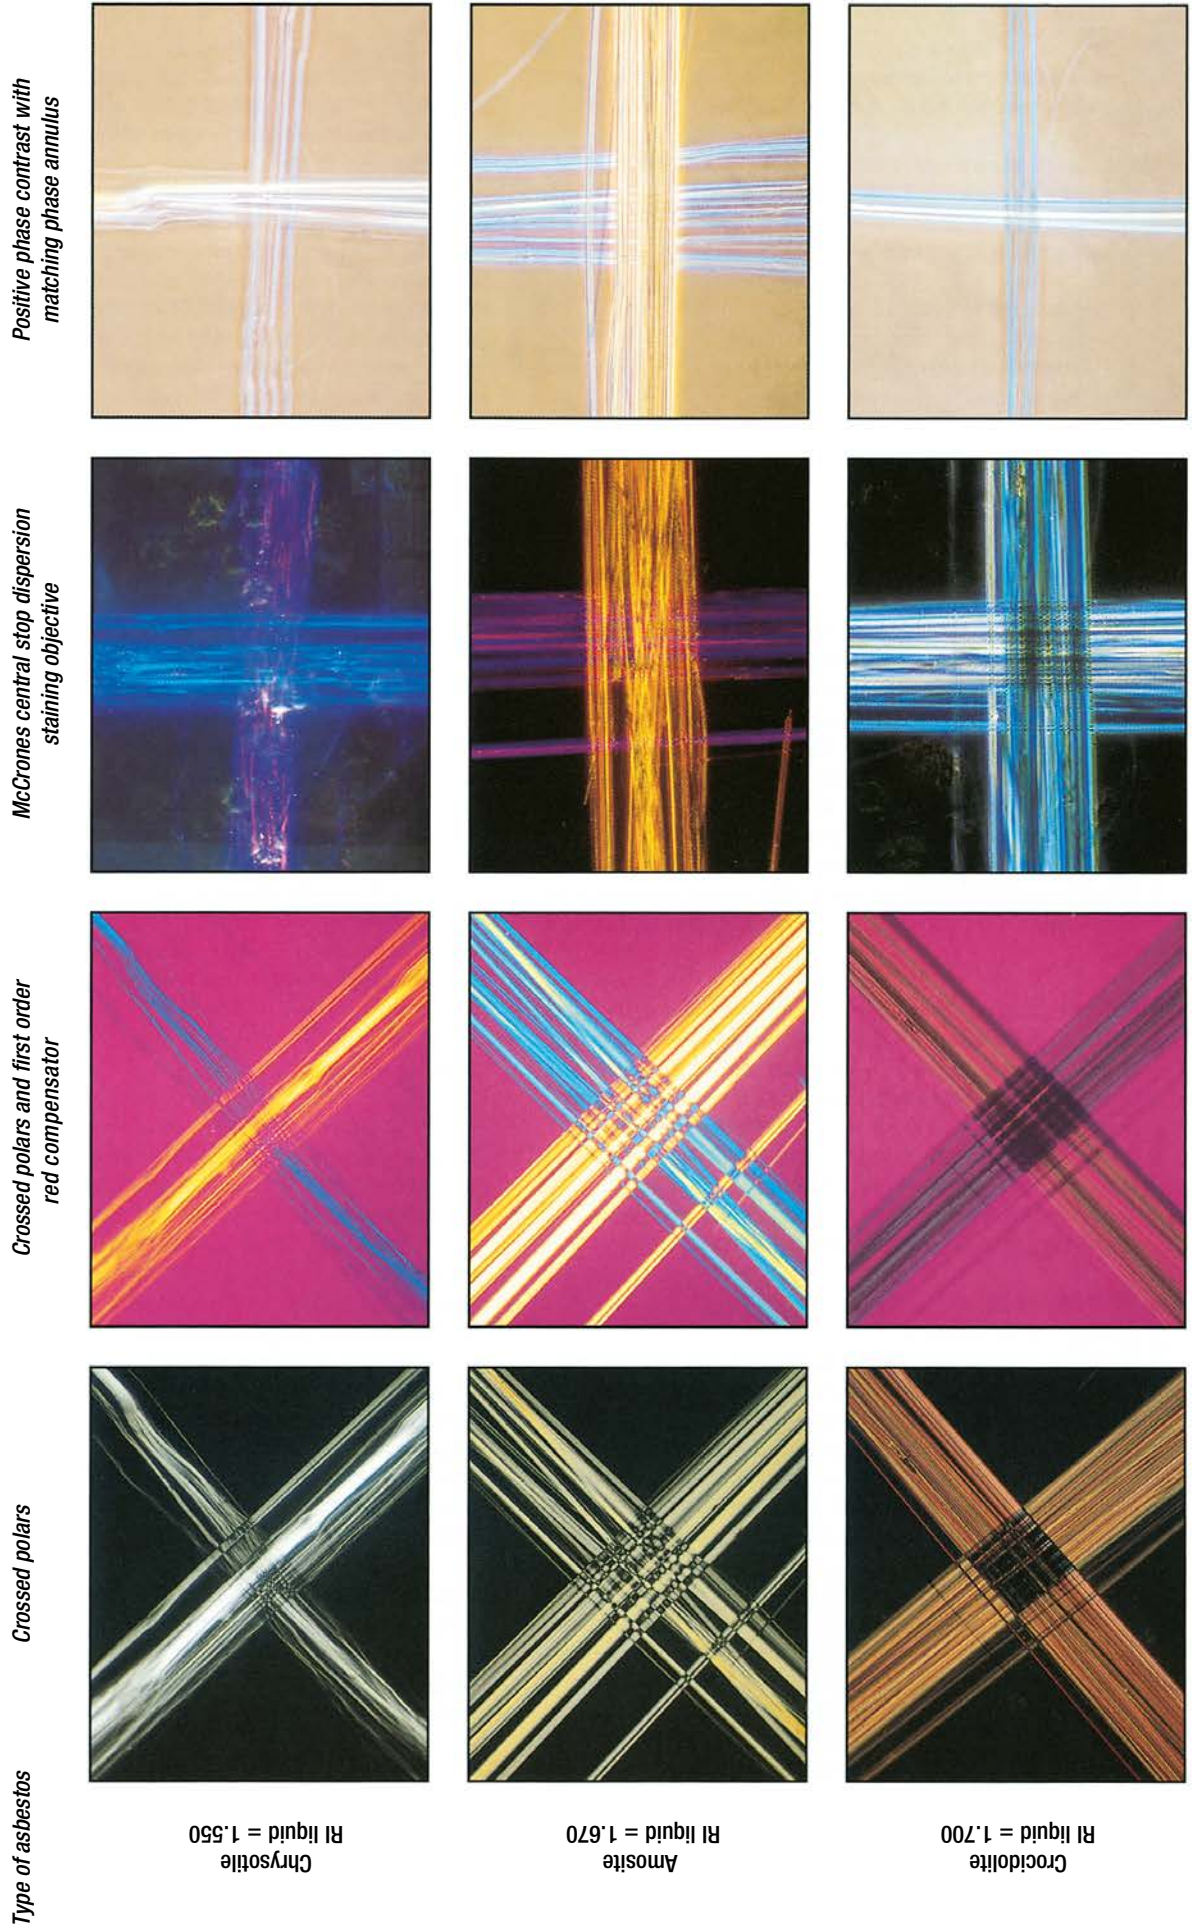 Type of asbestos
Crossed polars
Crossed polars and first order
red compensator
McCrones central stop dispersion
staining objective
Positive phase contrast with
matching phase annulus
Chrysotile
RI liquid = 1.550
Amosite
RI liquid = 1.670
Crocidolite
RI liquid = 1.700